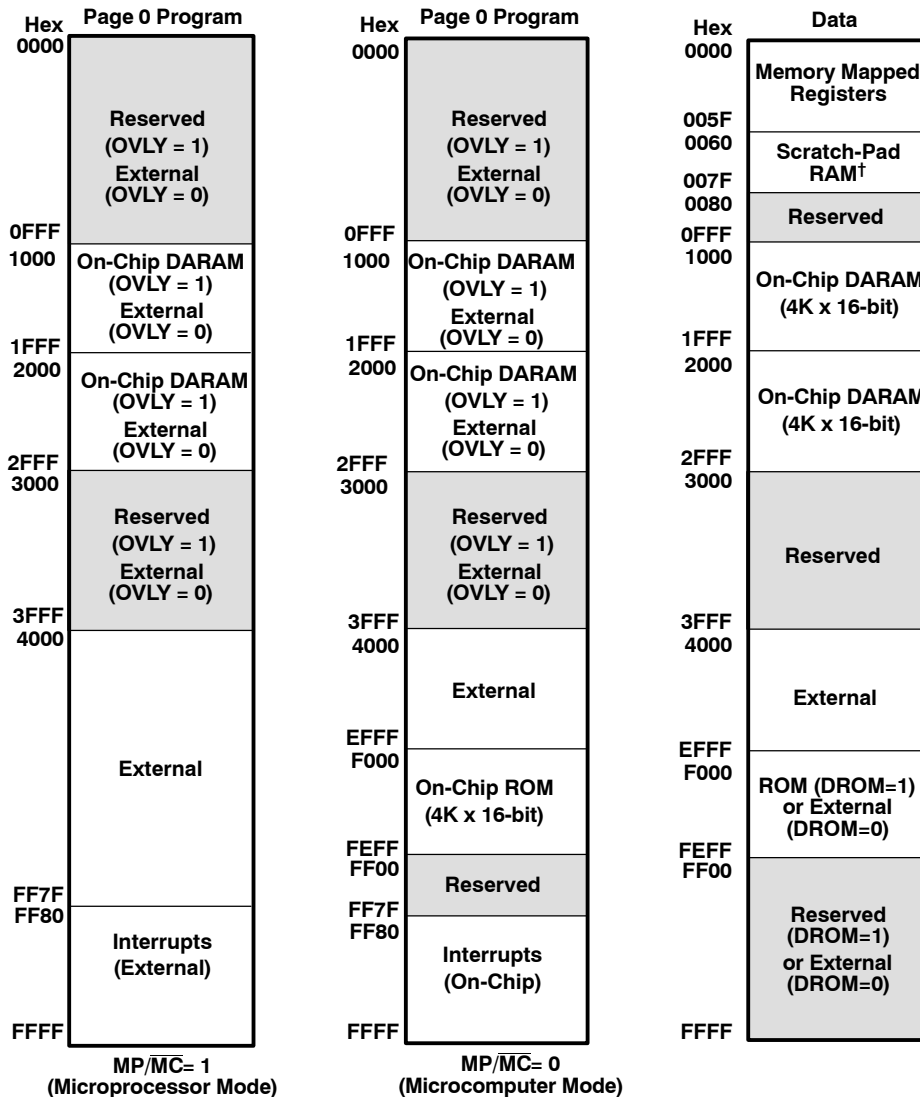 Hex Page 0 Program
0000
Reserved
(OVLY = 1)
External
(OVLY = 0)
0FFF
1000
On-Chip DARAM
(OVLY = 1)
External
(OVLY = 0)
1FFF
2000
On-Chip DARAM
(OVLY = 1)
External
(OVLY = 0)
2FFF
3000
Reserved
(OVLY = 1)
External
(OVLY = 0)
3FFF
4000
External
FF7F
FF80
Interrupts
(External)
FFFF
MP/M̅C̅= 1
(Microprocessor Mode)
Hex Page 0 Program
0000
Reserved
(OVLY = 1)
External
(OVLY = 0)
0FFF
1000
On-Chip DARAM
(OVLY = 1)
External
(OVLY = 0)
1FFF
2000
On-Chip DARAM
(OVLY = 1)
External
(OVLY = 0)
2FFF
3000
Reserved
(OVLY = 1)
External
(OVLY = 0)
3FFF
4000
External
EFFF
F000
On-Chip ROM
(4K x 16-bit)
FEFF
FF00
Reserved
FF7F
FF80
Interrupts
(On-Chip)
FFFF
MP/M̅C̅= 0
(Microcomputer Mode)
Hex Data
0000
Memory Mapped
Registers
005F
0060
Scratch-Pad
RAM†
007F
0080
Reserved
0FFF
1000
On-Chip DARAM
(4K x 16-bit)
1FFF
2000
On-Chip DARAM
(4K x 16-bit)
2FFF
3000
Reserved
3FFF
4000
External
EFFF
F000
ROM (DROM=1)
or External
(DROM=0)
FEFF
FF00
Reserved
(DROM=1)
or External
(DROM=0)
FFFF